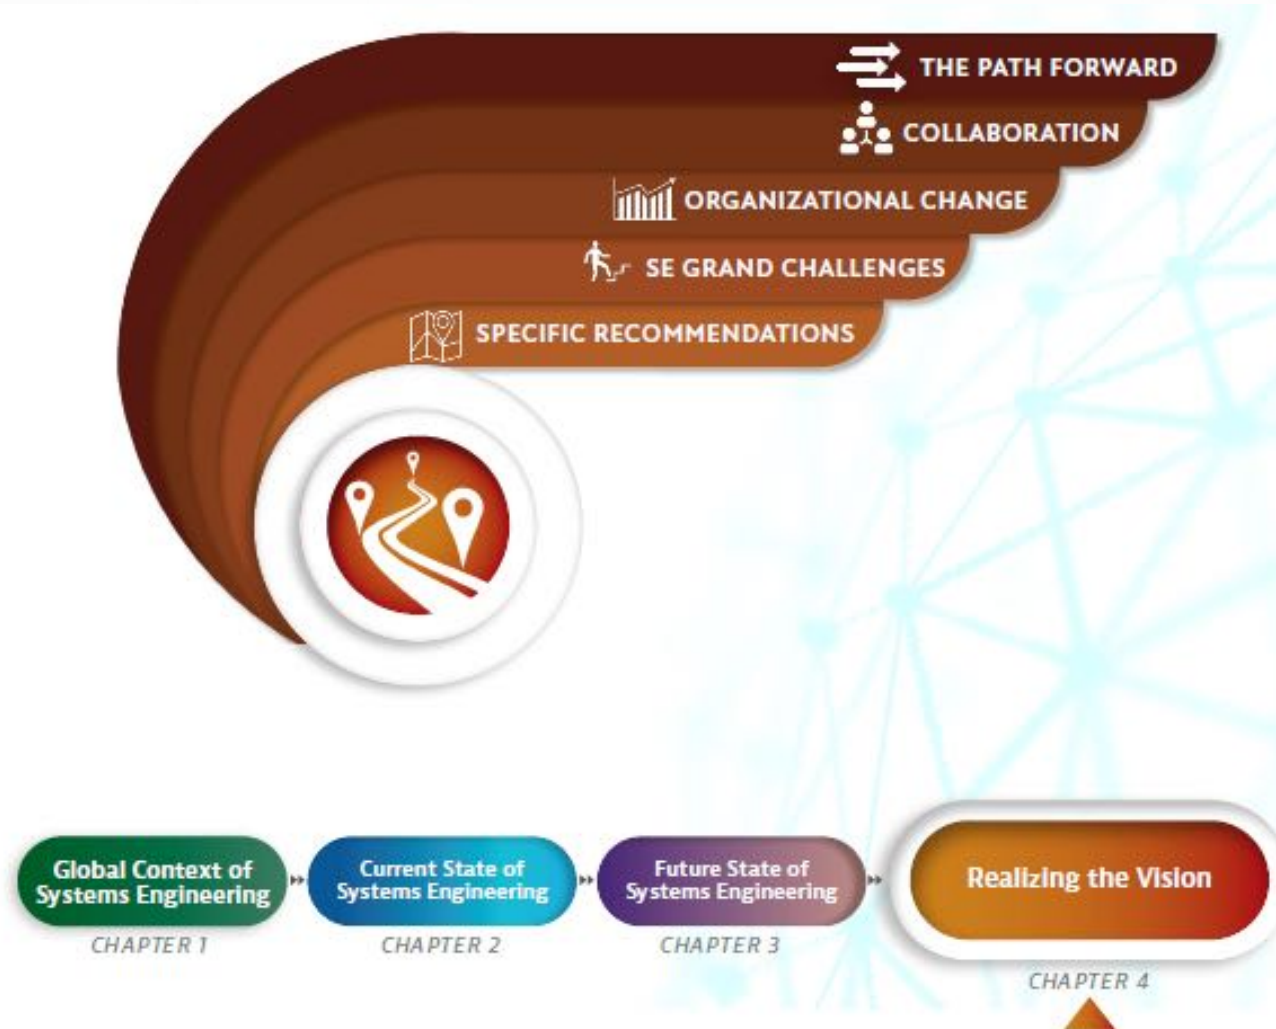 THE PATH FORWARD
COLLABORATION
ORGANIZATIONAL CHANGE
SE GRAND CHALLENGES
SPECIFIC RECOMMENDATIONS
Global Context of
Systems Engineering
CHAPTER 1
Current State of
Systems Engineering
CHAPTER 2
Future State of
Systems Engineering
CHAPTER 3
Realizing the Vision
CHAPTER 4